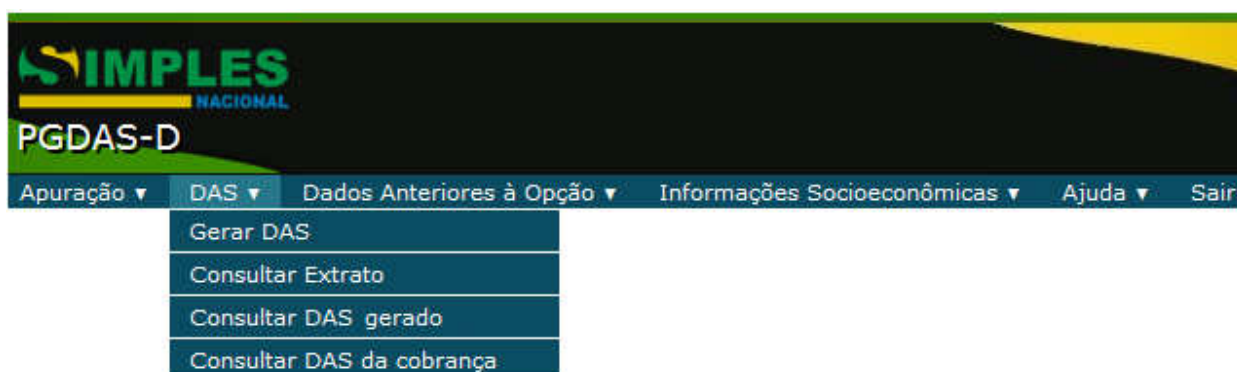 SIMPLES
NACIONAL
PGDAS-D
Apuração ▼ DAS ▼ Dados Anteriores à Opção ▼ Informações Socioeconômicas ▼ Ajuda ▼ Sair
Gerar DAS
Consultar Extrato
Consultar DAS gerado
Consultar DAS da cobrança